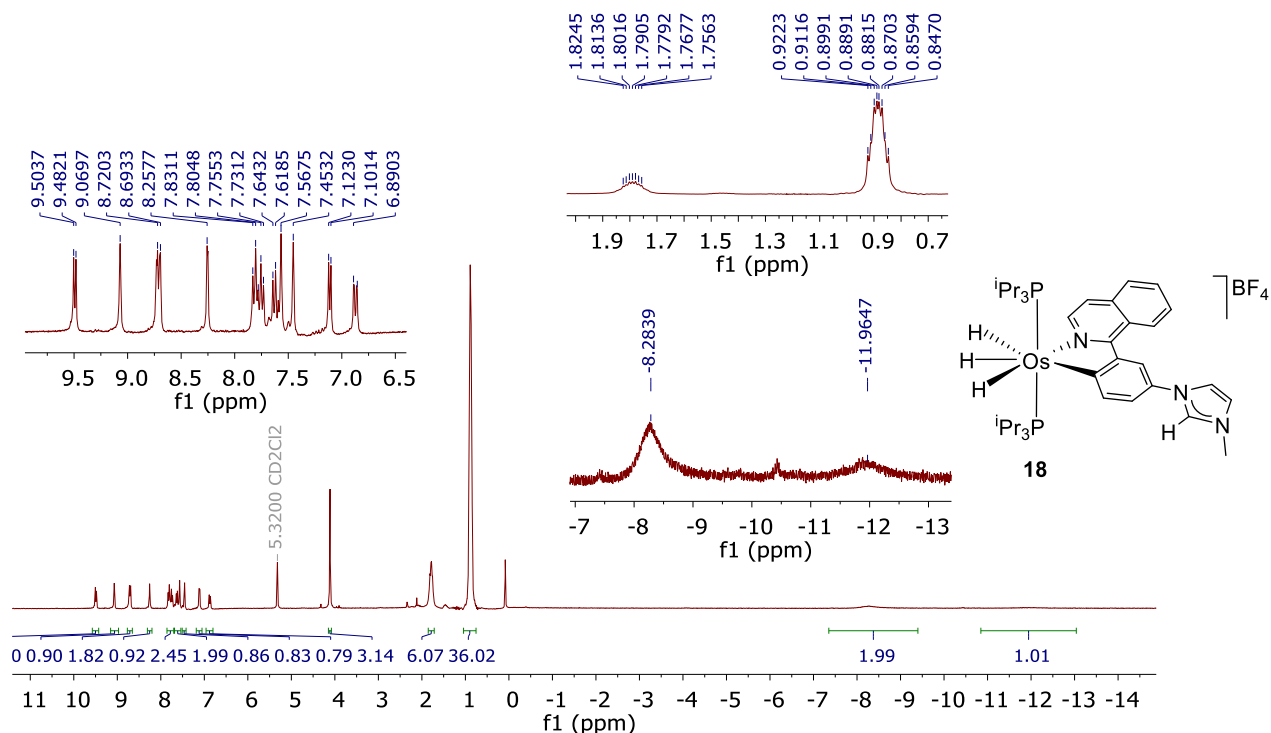 1.8245
1.8136
1.8016
1.7905
1.7792
1.7677
1.7563
0.9223
0.9116
0.8991
0.8891
0.8815
0.8703
0.8594
0.8470
1.9 1.7 1.5 1.3 1.1 0.9 0.7
f1 (ppm)
9.5037
9.4821
9.0697
8.7203
8.6933
8.2577
7.8311
7.8048
7.7553
7.7312
7.6432
7.6185
7.5675
7.4532
7.1230
7.1014
6.8903
9.5 9.0 8.5 8.0 7.5 7.0 6.5
f1 (ppm)
-8.2839
-11.9647
-7 -8 -9 -10 -11 -12 -13
f1 (ppm)
iPr3P
BF4
H
N
H
Os
H
N
iPr3P
H
N
18
5.3200 CD2Cl2
0 0.90 1.82 0.92 2.45 1.99 0.86 0.83 0.79 3.14 6.07 36.02 1.99 1.01
11 10 9 8 7 6 5 4 3 2 1 0 -1 -2 -3 -4 -5 -6 -7 -8 -9 -10 -11 -12 -13 -14
f1 (ppm)